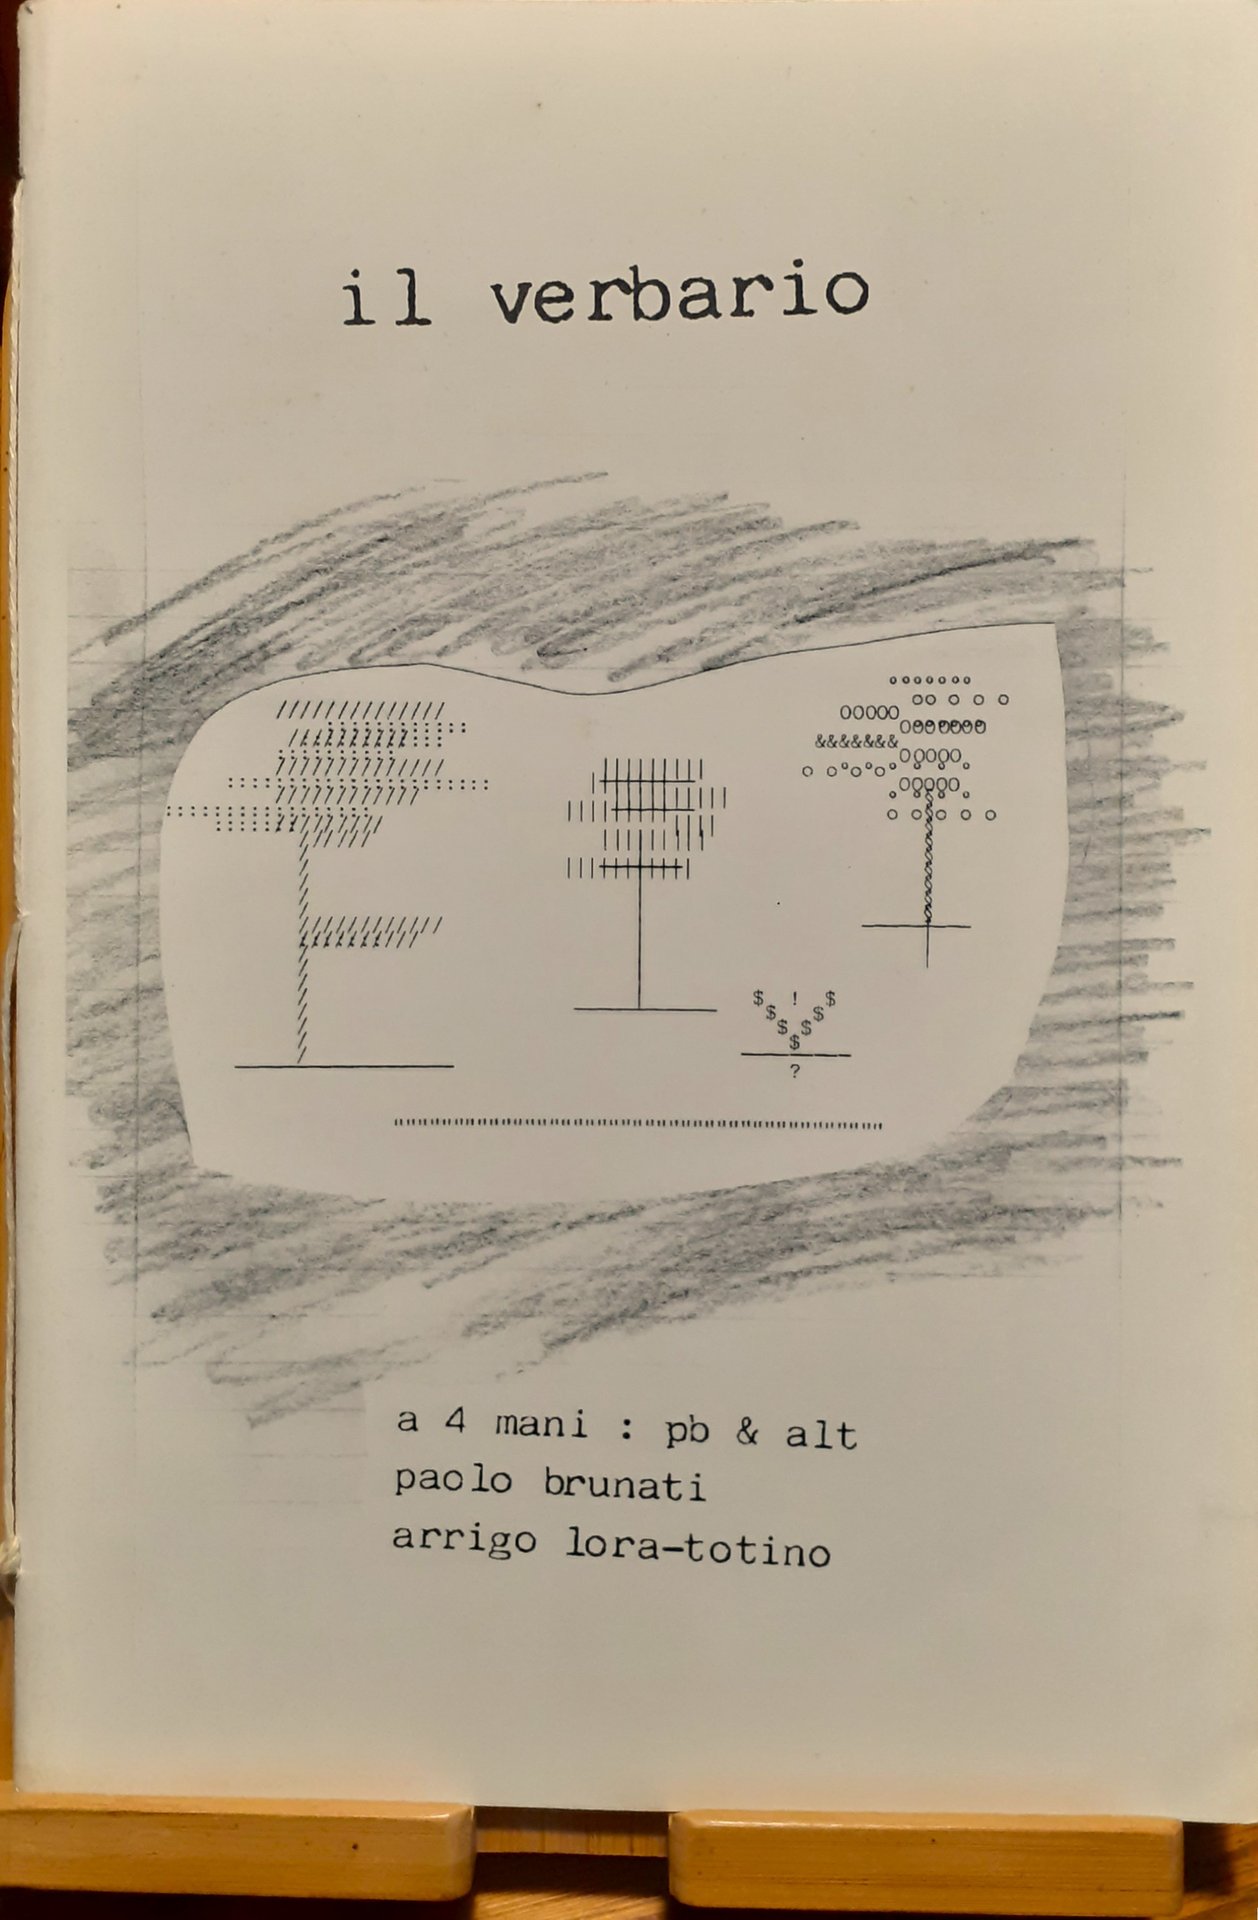 il verbario
a 4 mani : pb & alt
paolo brunati
arrigo lora-totino